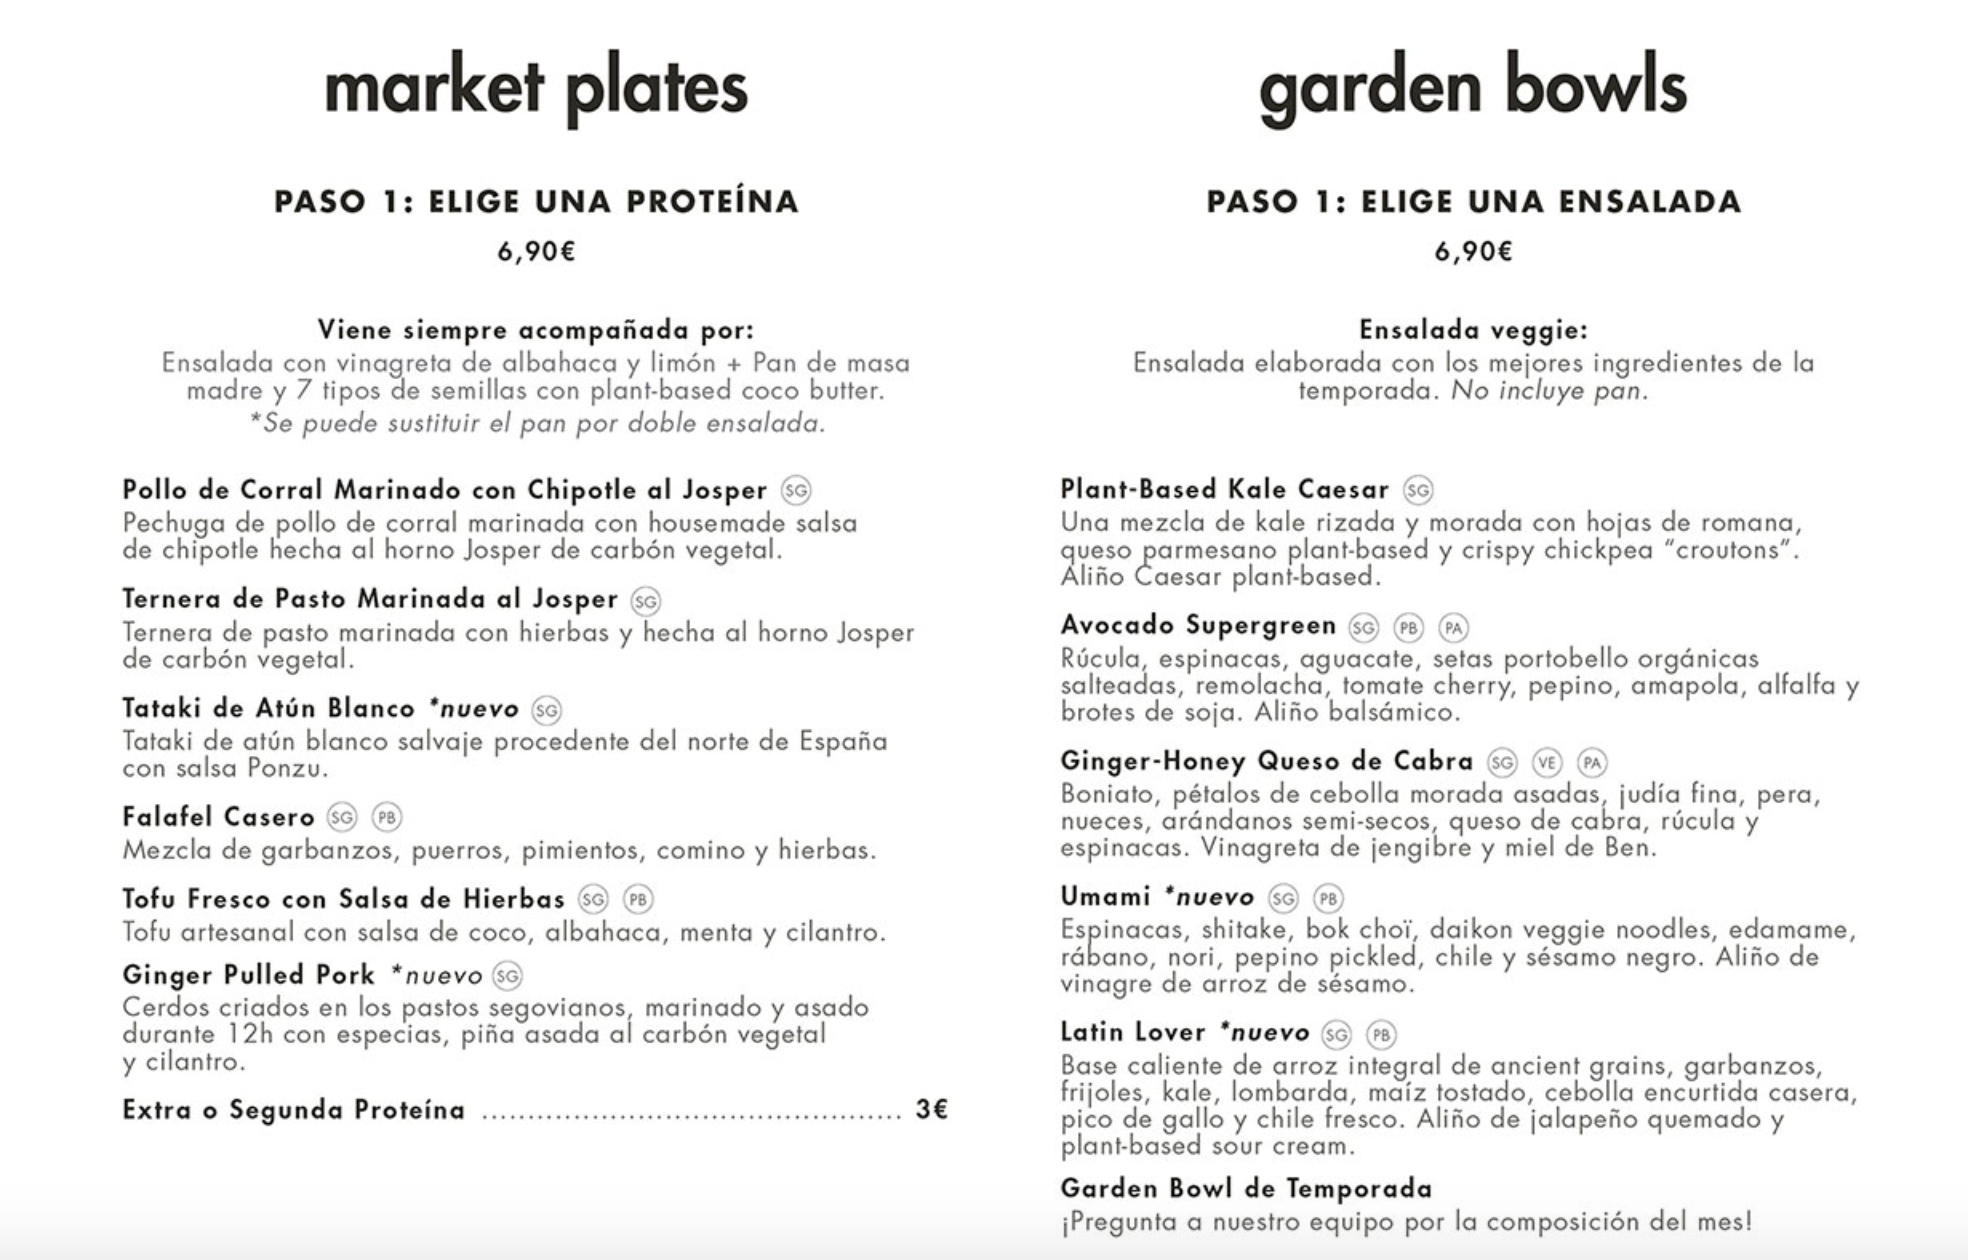 market plates
PASO 1: ELIGE UNA PROTEÍNA
6,90€
Viene siempre acompañada por:
Ensalada con vinagreta de albahaca y limón + Pan de masa
madre y 7 tipos de semillas con plant-based coco butter.
*Se puede sustituir el pan por doble ensalada.
Pollo de Corral Marinado con Chipotle al Josper SG
Pechuga de pollo de corral marinada con housemade salsa
de chipotle hecha al horno Josper de carbón vegetal.
Ternera de Pasto Marinada al Josper SG
Ternera de pasto marinada con hierbas y hecha al horno Josper
de carbón vegetal.
Tataki de Atún Blanco *nuevo SG
Tataki de atún blanco salvaje procedente del norte de España
con salsa Ponzu.
Falafel Casero SG PB
Mezcla de garbanzos, puerros, pimientos, comino y hierbas.
Tofu Fresco con Salsa de Hierbas SG PB
Tofu artesanal con salsa de coco, albahaca, menta y cilantro.
Ginger Pulled Pork *nuevo SG
Cerdos criados en los pastos segovianos, marinado y asado
durante 12h con especias, piña asada al carbón vegetal
y cilantro.
Extra o Segunda Proteína ............................................. 3€
garden bowls
PASO 1: ELIGE UNA ENSALADA
6,90€
Ensalada veggie:
Ensalada elaborada con los mejores ingredientes de la
temporada. No incluye pan.
Plant-Based Kale Caesar SG
Una mezcla de kale rizada y morada con hojas de romana,
queso parmesano plant-based y crispy chickpea “croutons”.
Aliño Caesar plant-based.
Avocado Supergreen SG PB PA
Rúcula, espinacas, aguacate, setas portobello orgánicas
salteadas, remolacha, tomate cherry, pepino, amapola, alfalfa y
brotes de soja. Aliño balsámico.
Ginger-Honey Queso de Cabra SG VE PA
Boniato, pétalos de cebolla morada asadas, judía fina, pera,
nueces, arándanos semi-secos, queso de cabra, rúcula y
espinacas. Vinagreta de jengibre y miel de Ben.
Umami *nuevo SG PB
Espinacas, shitake, bok choï, daikon veggie noodles, edamame,
rábano, nori, pepino pickled, chile y sésamo negro. Aliño de
vinagre de arroz de sésamo.
Latin Lover *nuevo SG PB
Base caliente de arroz integral de ancient grains, garbanzos,
frijoles, kale, lombarda, maíz tostado, cebolla encurtida casera,
pico de gallo y chile fresco. Aliño de jalapeño quemado y
plant-based sour cream.
Garden Bowl de Temporada
¡Pregunta a nuestro equipo por la composición del mes!